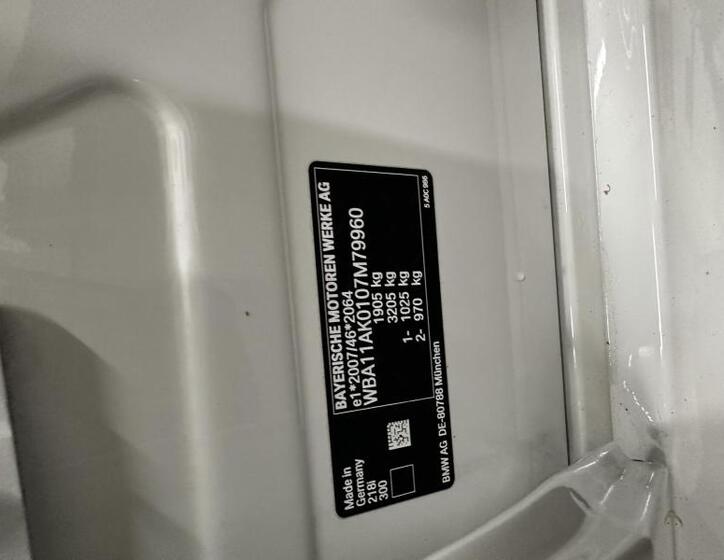 BAYERISCHE MOTOREN WERKE AG
e1*2007/46*2064
WBA11AK0107M79960
1905 kg
3205 kg
1- 1025 kg
2- 970 kg
5 A0C 986
Made in
Germany
218i
300
BMW AG DE-80788 München